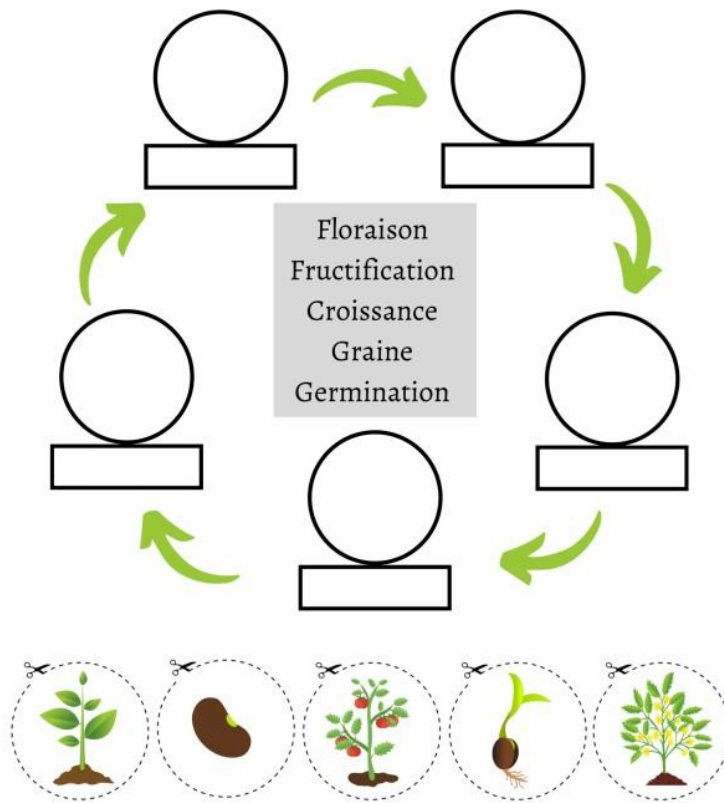 Floraison
Fructification
Croissance
Graine
Germination